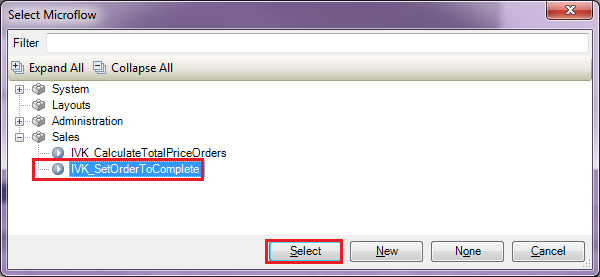 Select Microflow
Filter
Expand All Collapse All
System
Layouts
Administration
Sales
IVK_CalculateTotalPriceOrders
IVK_SetOrderToComplete
Select New None Cancel